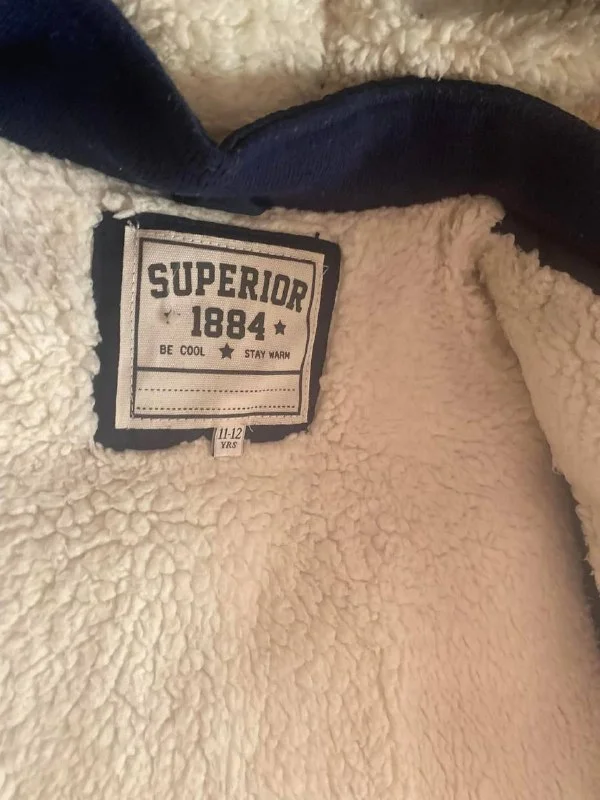 SUPERIOR
1884
BE COOL STAY WARM
11-12
YRS